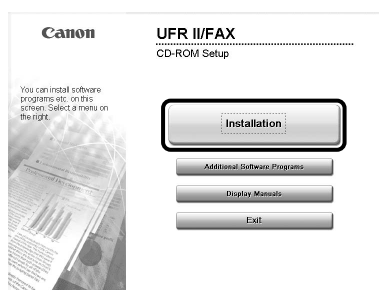 Canon
UFR II/FAX
CD-ROM Setup
You can install software
programs etc. on this
screen. Select a menu on
the right.
Installation
Additional Software Programs
Display Manuals
Exit